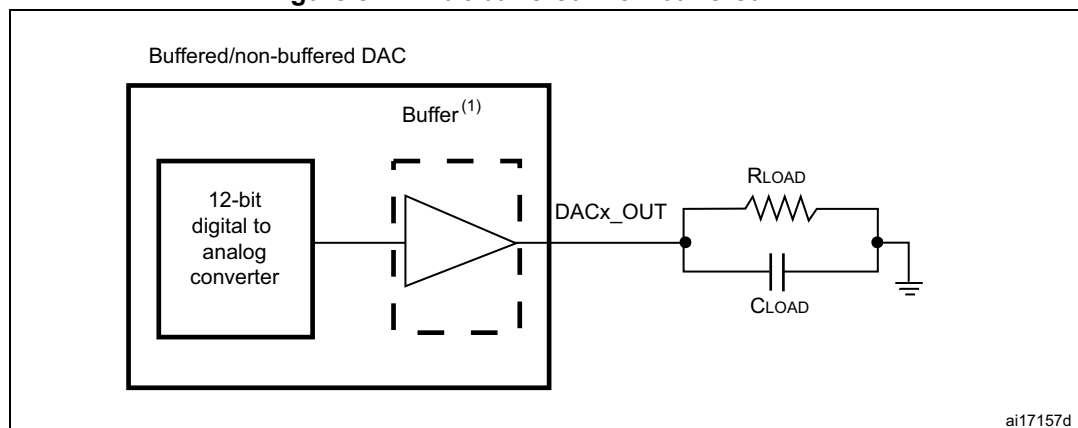 Buffered/non-buffered DAC
Buffer(1)
12-bit
digital to
analog
converter
DACx_OUT
RLOAD
CLOAD
ai17157d